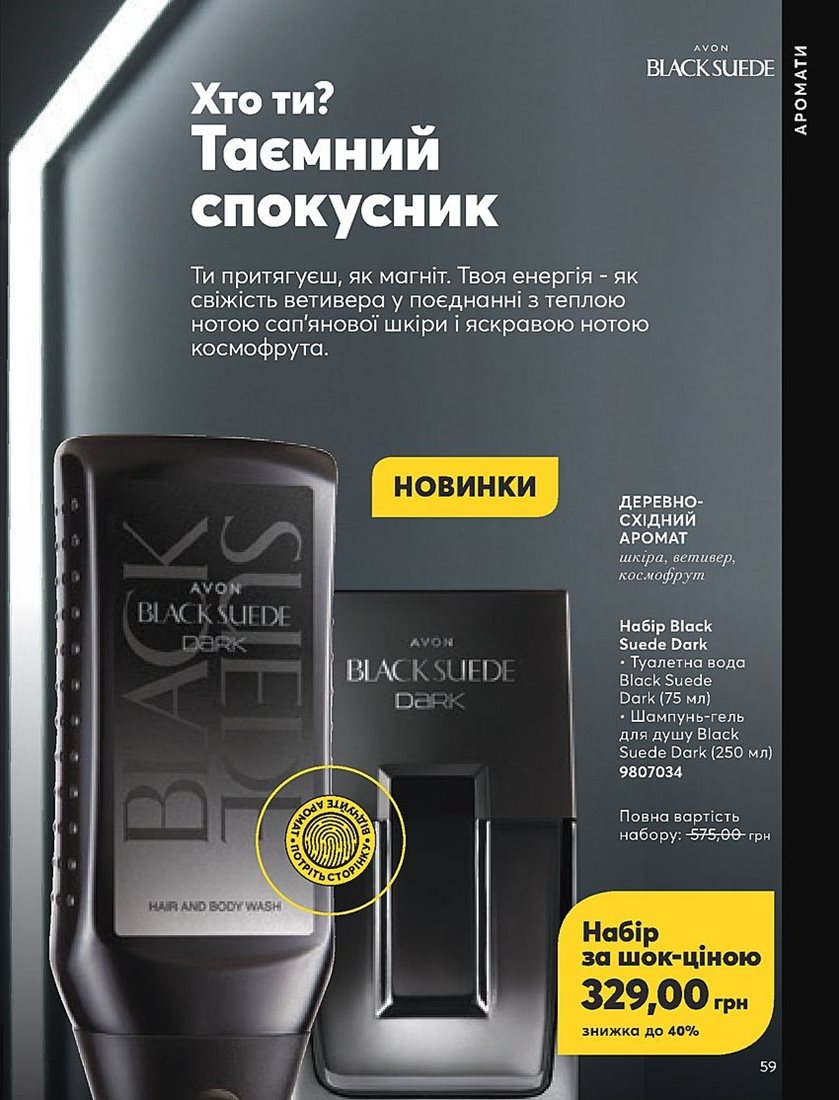 AVON
BLACK SUEDE
АРОМАТИ
Хто ти?
Таємний
спокусник
Ти притягуєш, як магніт. Твоя енергія - як
свіжість ветивера у поєднанні з теплою
нотою сап'янової шкіри і яскравою нотою
космофрута.
НОВИНКИ
ДЕРЕВНО-
СХІДНИЙ
АРОМАТ
шкіра, ветивер,
космофрут
Набір Black
Suede Dark
• Туалетна вода
Black Suede
Dark (75 мл)
• Шампунь-гель
для душу Black
Suede Dark (250 мл)
9807034
Повна вартість
набору: 575,00 грн
Набір
за шок-ціною
329,00 грн
знижка до 40%
BLACK
SUEDE
AVON
BLACK SUEDE
DARK
HAIR AND BODY WASH
AVON
BLACK SUEDE
DARK
ВІДЧУЙТЕ АРОМАТ •
ПОТРІТЬ СТОРІНКУ •
59